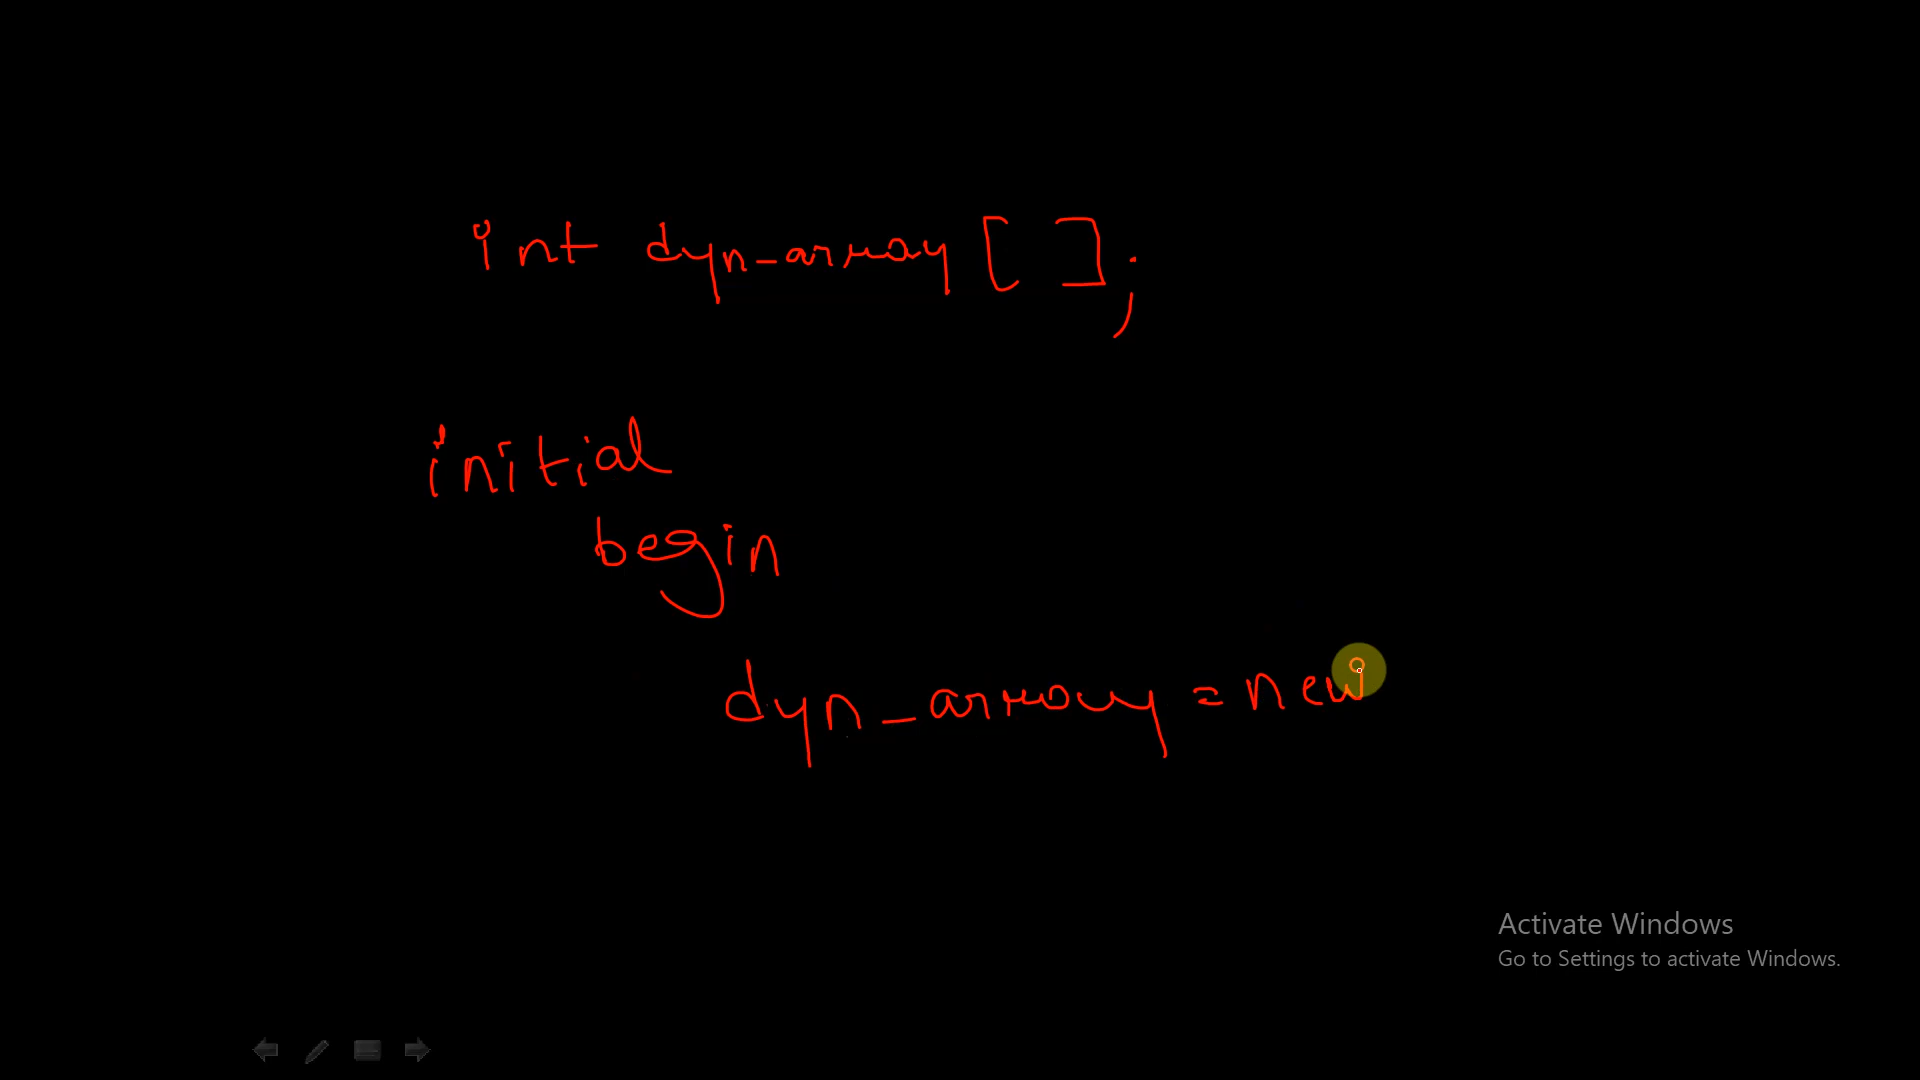 int dyn_array[ ];
initial
begin
dyn_array = new
Activate Windows
Go to Settings to activate Windows.